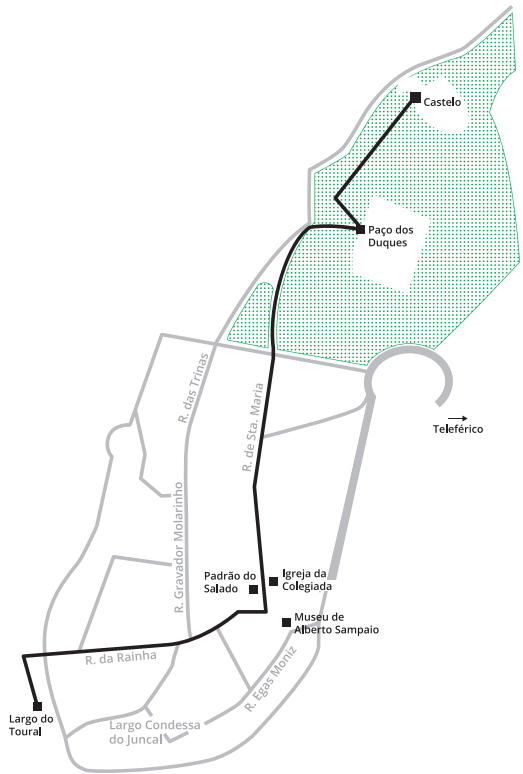 Castelo
Paço dos
Duques
R. das Trinas
R. de Sta. Maria
Teleférico
R. Gravador Molarinho
Padrão do
Salado
Igreja da
Colegiada
Museu de
Alberto Sampaio
R. da Rainha
R. Egas Moniz
Largo do
Toural
Largo Condessa
do Juncal